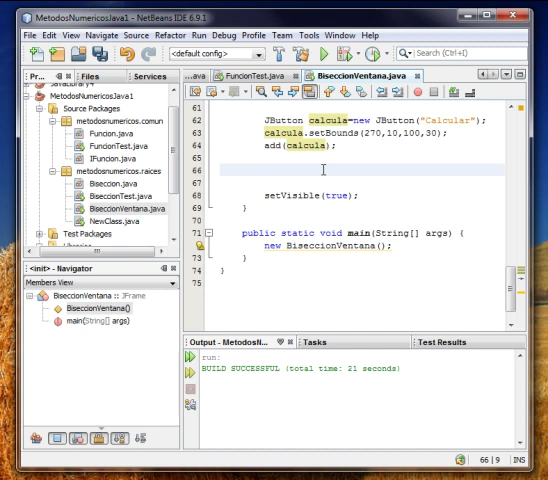 MetodosNumericosJava1 - NetBeans IDE 6.9.1
File Edit View Navigate Source Refactor Run Debug Profile Team Tools Window Help
<default config>
Search (Ctrl+I)
Pr... Files Services
...ava FuncionTest.java BiseccionVentana.java
JavaLibrary4
MetodosNumericosJava1
Source Packages
metodosnumericos.comun
Funcion.java
FuncionTest.java
IFuncion.java
metodosnumericos.raices
Biseccion.java
BiseccionTest.java
BiseccionVentana.java
NewClass.java
Test Packages
Libraries
61
62 JButton calcula=new JButton("Calcular");
63 calcula.setBounds(270,10,100,30);
64 add(calcula);
65
66
67
68 setVisible(true);
69 }
70
71 public static void main(String[] args) {
new BiseccionVentana();
73 }
74 }
75
<init> - Navigator
Members View
BiseccionVentana :: JFrame
BiseccionVentana()
main(String[] args)
Output - MetodosN... Tasks Test Results
run:
BUILD SUCCESSFUL (total time: 21 seconds)
66 | 9 INS